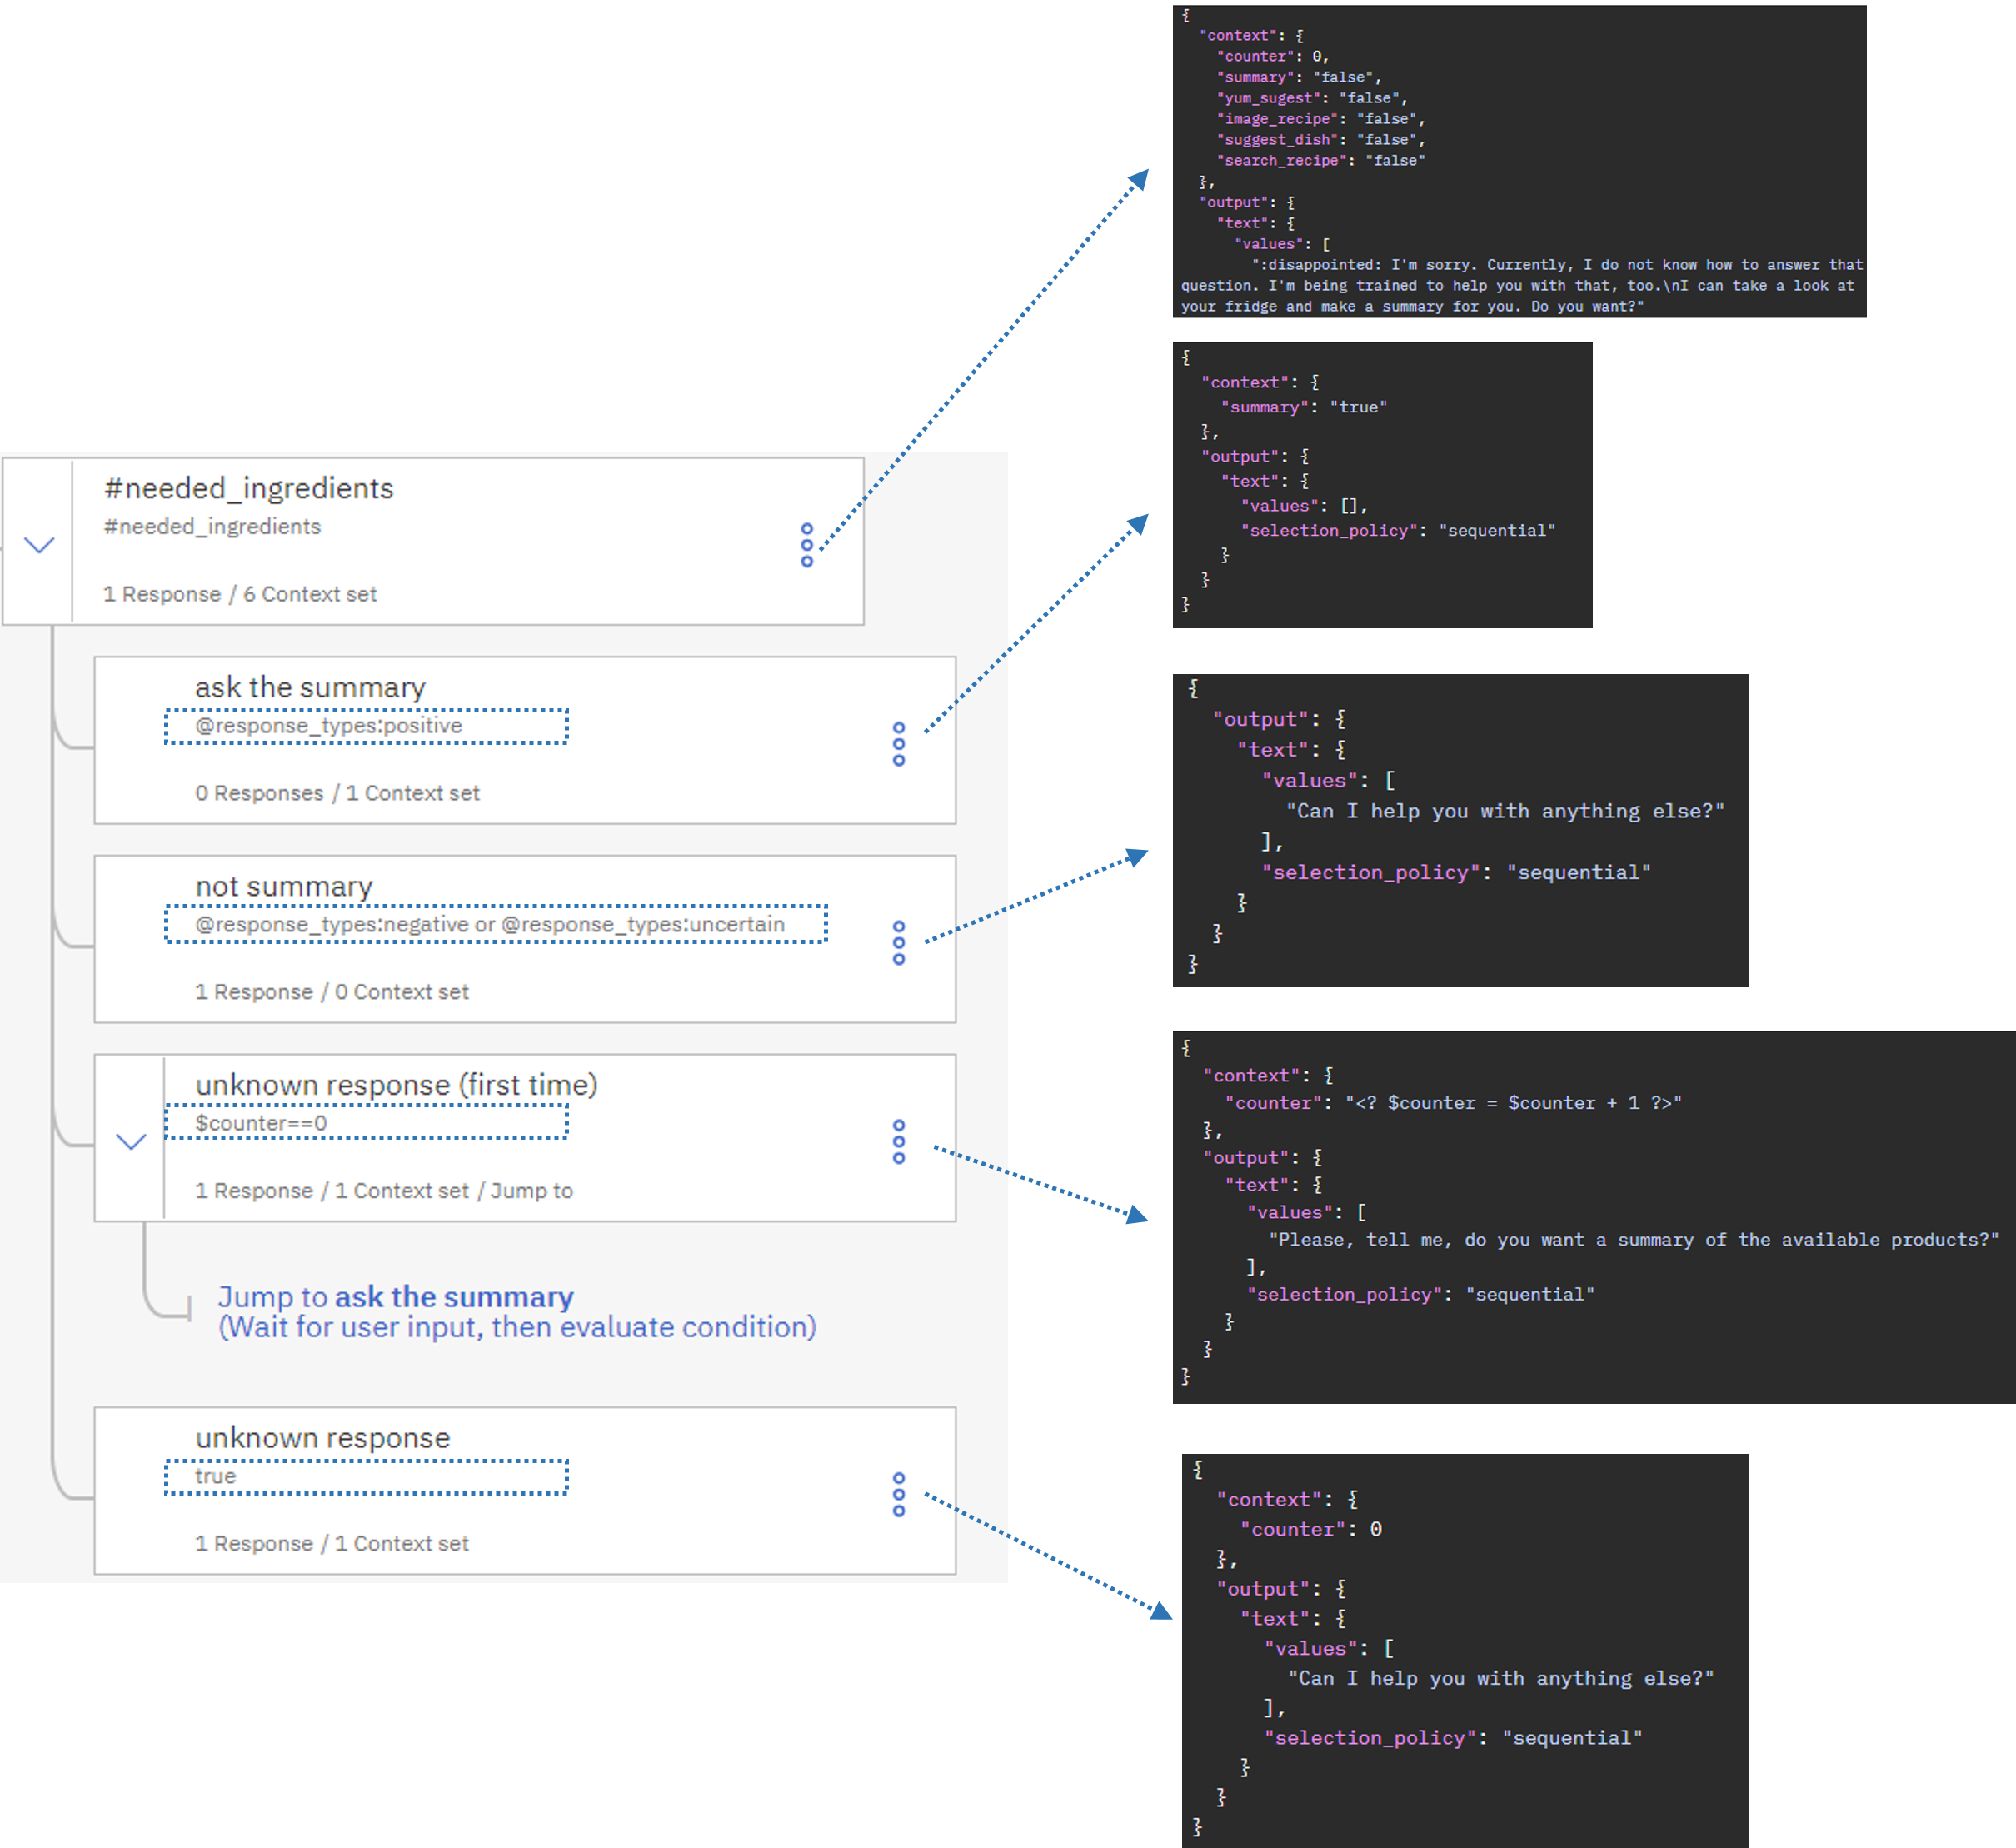 #needed_ingredients
#needed_ingredients
1 Response / 6 Context set
ask the summary
@response_types:positive
0 Responses / 1 Context set
not summary
@response_types:negative or @response_types:uncertain
1 Response / 0 Context set
unknown response (first time)
$counter==0
1 Response / 1 Context set / Jump to
Jump to ask the summary
(Wait for user input, then evaluate condition)
unknown response
true
1 Response / 1 Context set
{
"context": {
"counter": 0,
"summary": "false",
"yum_sugest": "false",
"image_recipe": "false",
"suggest_dish": "false",
"search_recipe": "false"
},
"output": {
"text": {
"values": [
":disappointed: I'm sorry. Currently, I do not know how to answer that
question. I'm being trained to help you with that, too.\nI can take a look at
your fridge and make a summary for you. Do you want?"
{
"context": {
"summary": "true"
},
"output": {
"text": {
"values": [],
"selection_policy": "sequential"
}
}
}
{
"output": {
"text": {
"values": [
"Can I help you with anything else?"
],
"selection_policy": "sequential"
}
}
}
{
"context": {
"counter": "<? $counter = $counter + 1 ?>"
},
"output": {
"text": {
"values": [
"Please, tell me, do you want a summary of the available products?"
],
"selection_policy": "sequential"
}
}
}
{
"context": {
"counter": 0
},
"output": {
"text": {
"values": [
"Can I help you with anything else?"
],
"selection_policy": "sequential"
}
}
}